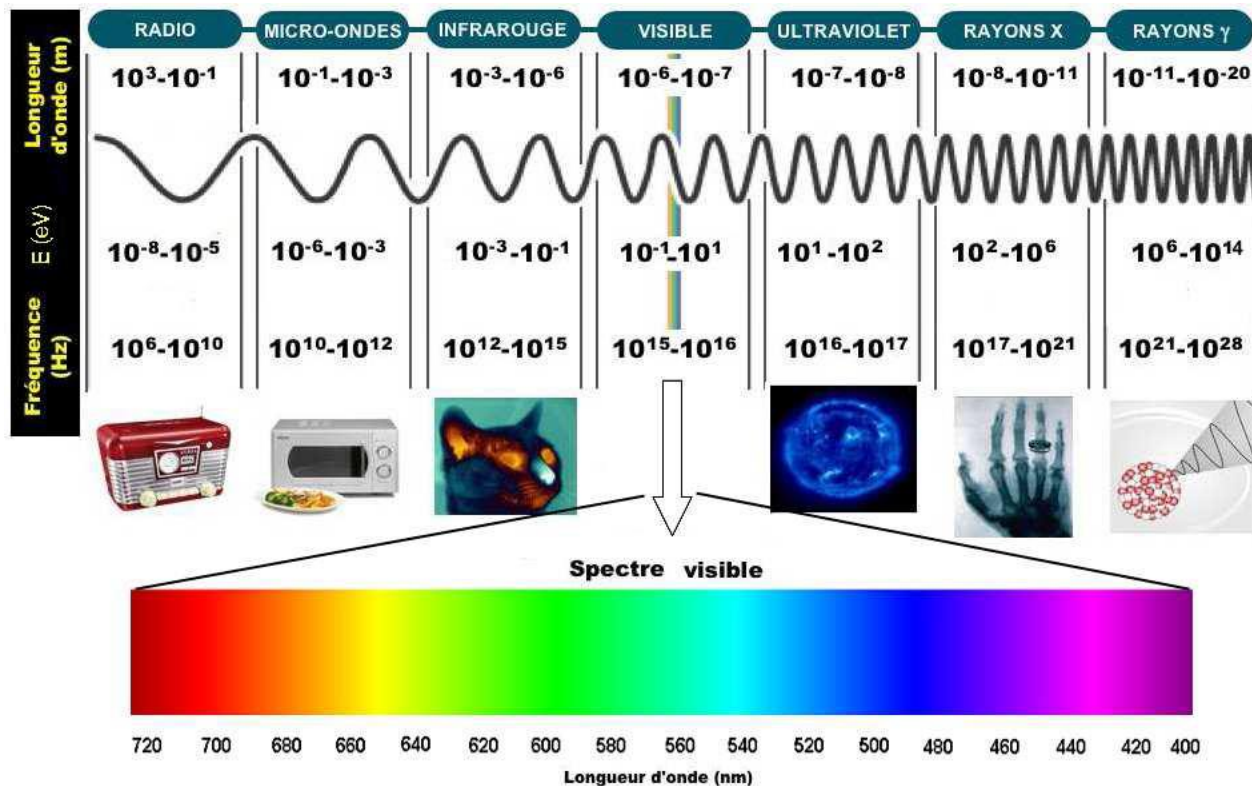 RADIO MICRO-ONDES INFRAROUGE VISIBLE ULTRAVIOLET RAYONS X RAYONS γ
Longueur d'onde (m)
10³-10⁻¹ 10⁻¹-10⁻³ 10⁻³-10⁻⁶ 10⁻⁶-10⁻⁷ 10⁻⁷-10⁻⁸ 10⁻⁸-10⁻¹¹ 10⁻¹¹-10⁻²⁰
E (eV)
10⁻⁸-10⁻⁵ 10⁻⁶-10⁻³ 10⁻³-10⁻¹ 10⁻¹-10¹ 10¹-10² 10²-10⁶ 10⁶-10¹⁴
Fréquence (Hz)
10⁶-10¹⁰ 10¹⁰-10¹² 10¹²-10¹⁵ 10¹⁵-10¹⁶ 10¹⁶-10¹⁷ 10¹⁷-10²¹ 10²¹-10²⁸
Spectre visible
720 700 680 660 640 620 600 580 560 540 520 500 480 460 440 420 400
Longueur d'onde (nm)